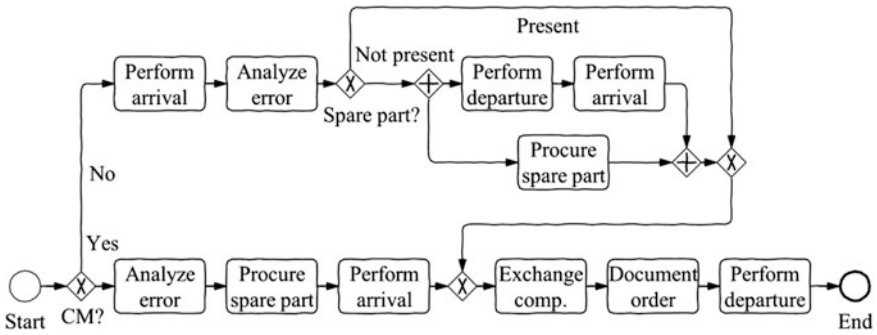 Present
Not present
Perform
arrival
Analyze
error
X
Perform
departure
Perform
arrival
Spare part?
Procure
spare part
X
No
Yes
X
Analyze
error
Procure
spare part
Perform
arrival
X
Exchange
comp.
Document
order
Perform
departure
Start
CM?
End